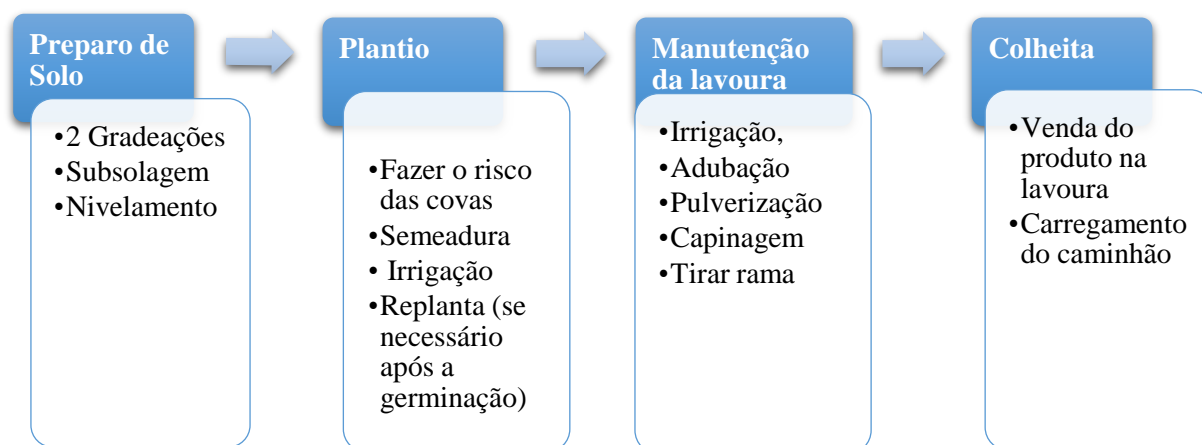 Preparo de
Solo
•2 Gradeações
•Subsolagem
•Nivelamento
Plantio
•Fazer o risco
das covas
•Semeadura
• Irrigação
•Replanta (se
necessário
após a
germinação)
Manutenção
da lavoura
•Irrigação,
•Adubação
•Pulverização
•Capinagem
•Tirar rama
Colheita
•Venda do
produto na
lavoura
•Carregamento
do caminhão